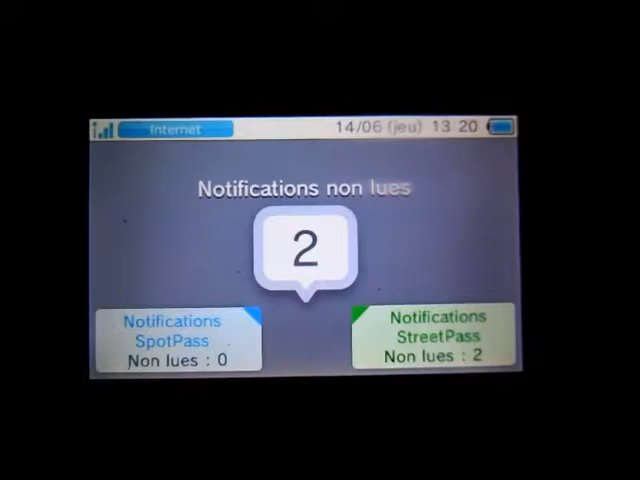 Internet 14/06 (jeu) 13 20
Notifications non lues
2
Notifications
SpotPass
Non lues : 0
Notifications
StreetPass
Non lues : 2